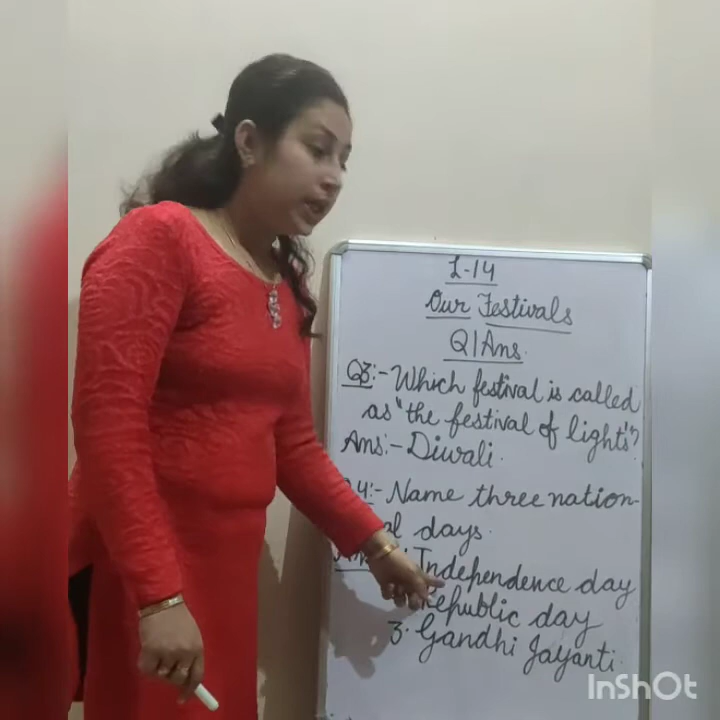 L-14
Our Festivals
Q/Ans.
Q3:- Which festival is called
as "the festival of lights"?
Ans:- Diwali.
4:- Name three nation-
al days.
Independence day
Republic day
3. Gandhi Jayanti.
InShOt